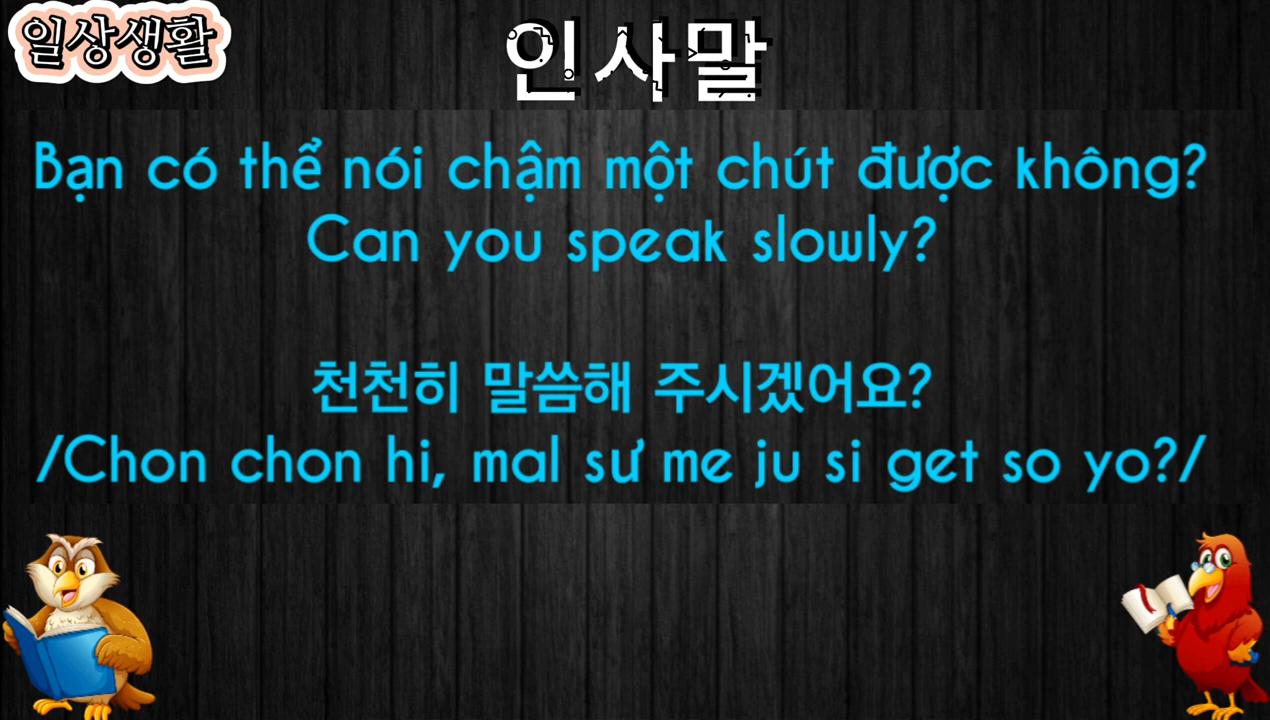 일상생활
인사말
Bạn có thể nói chậm một chút được không?
Can you speak slowly?
천천히 말씀해 주시겠어요?
/Chon chon hi, mal sư me ju si get so yo?/